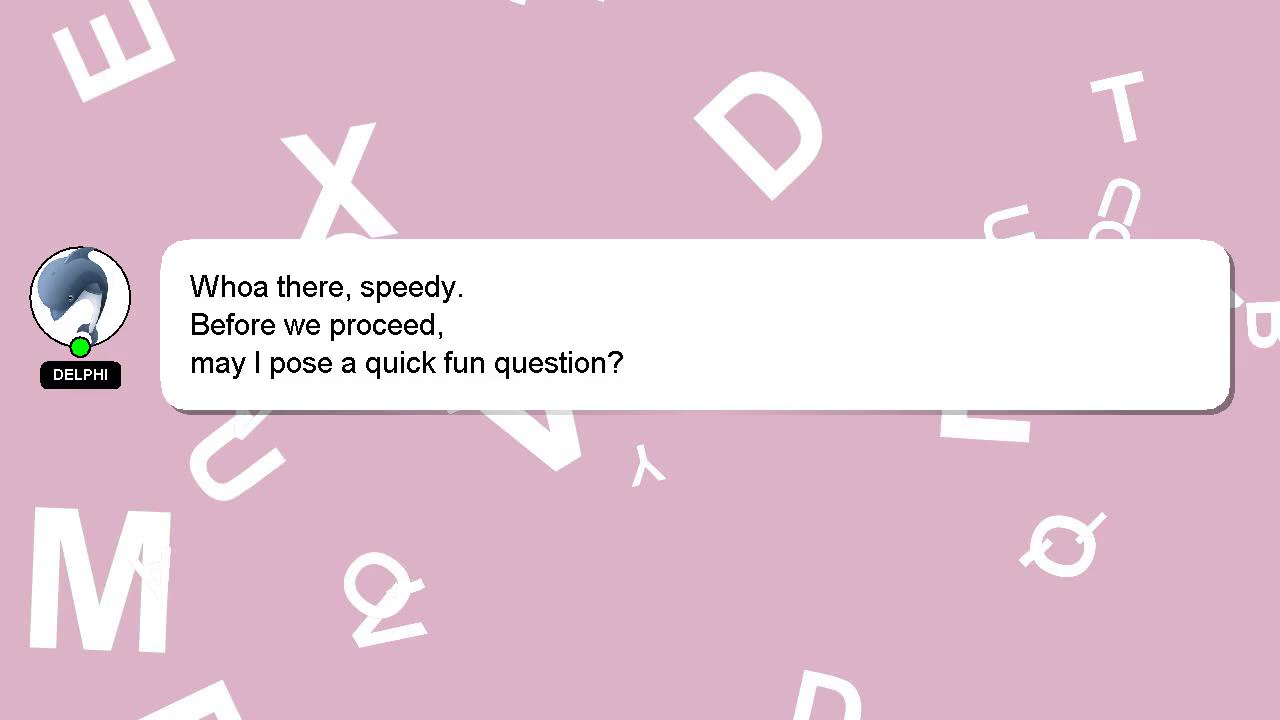 Whoa there, speedy.
Before we proceed,
may I pose a quick fun question?
DELPHI
E
X
D
T
U
U
Q
B
U
V
Y
L
M
Q
Z
Q
D